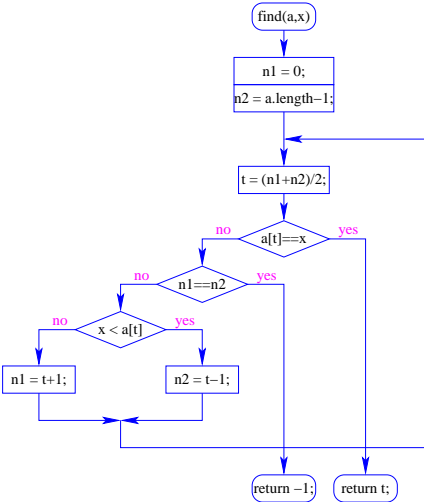 find(a,x)
n1 = 0;
n2 = a.length−1;
t = (n1+n2)/2;
no
a[t]==x
yes
no
n1==n2
yes
no
x < a[t]
yes
n1 = t+1;
n2 = t−1;
return −1;
return t;